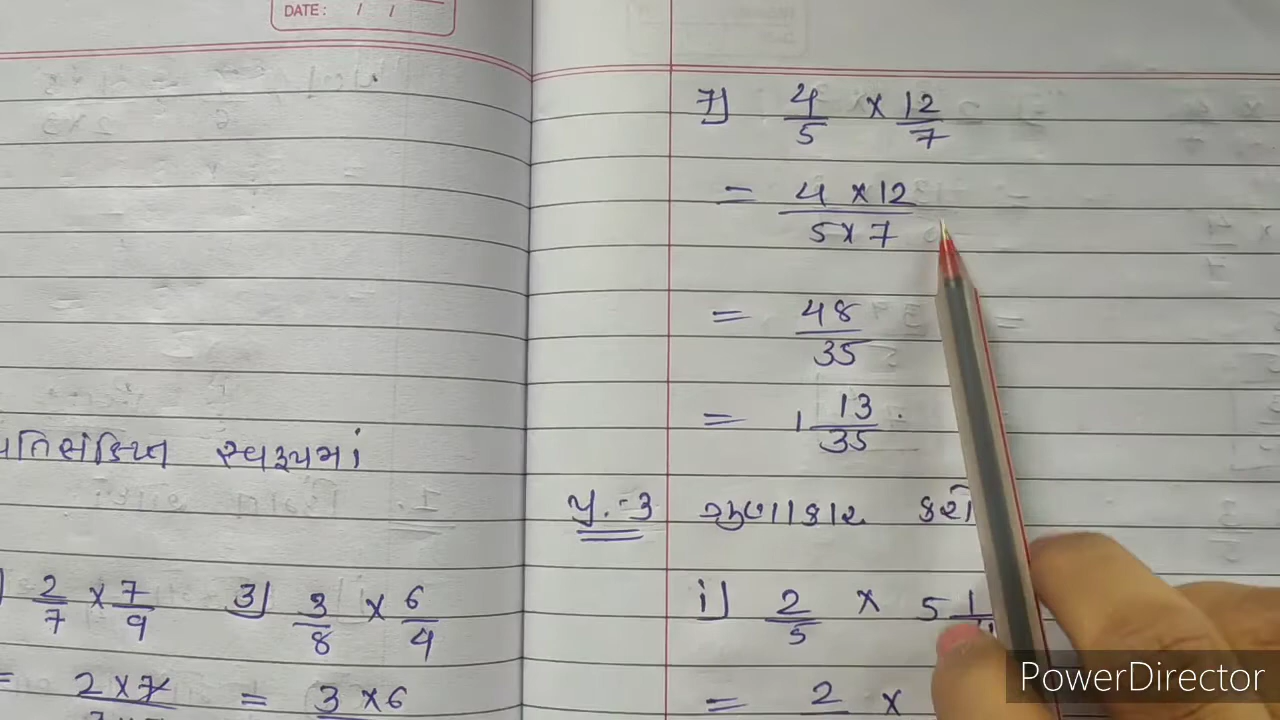 DATE: / /
પતિસંક્ષિપ્ત સ્વરૂપમાં
2/7 × 7/9 3] 3/8 × 6/4
= 2 × 7 = 3 × 6
7] 4/5 × 12/7
= 4 × 12 / 5 × 7
= 48/35
= 1 13/35 .
પ્ર.-3 ગુણાકાર કરો
i] 2/5 × 5 1
= 2 ×
PowerDirector